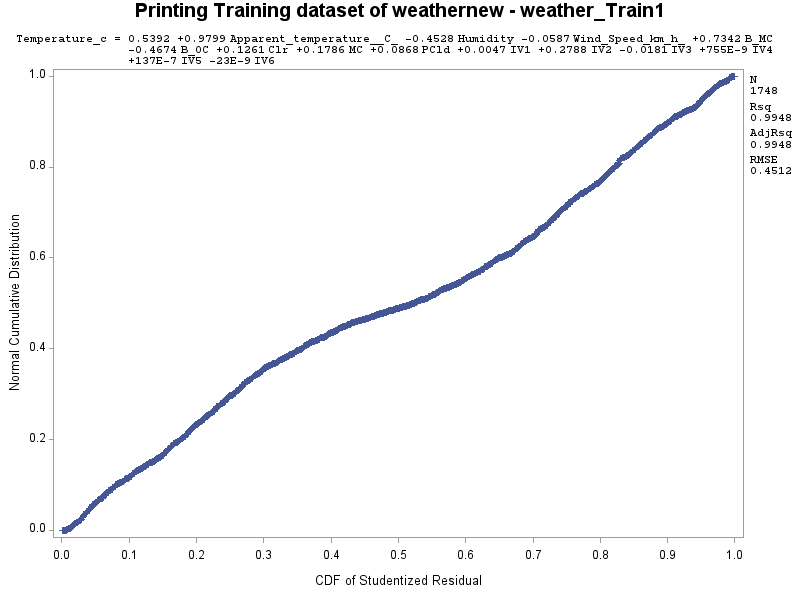 Printing Training dataset of weathernew - weather_Train1
Temperature_c = 0.5392 +0.9799 Apparent_temperature__C_ -0.4528 Humidity -0.0587 Wind_Speed_km_h_ +0.7342 B_MC
-0.4674 B_OC +0.1261 Clr +0.1786 MC +0.0868 PCld +0.0047 IV1 +0.2788 IV2 -0.0181 IV3 +755E-9 IV4
+137E-7 IV5 -23E-9 IV6
N
1748
Rsq
0.9948
AdjRsq
0.9948
RMSE
0.4512
Normal Cumulative Distribution
1.0
0.8
0.6
0.4
0.2
0.0
0.0 0.1 0.2 0.3 0.4 0.5 0.6 0.7 0.8 0.9 1.0
CDF of Studentized Residual